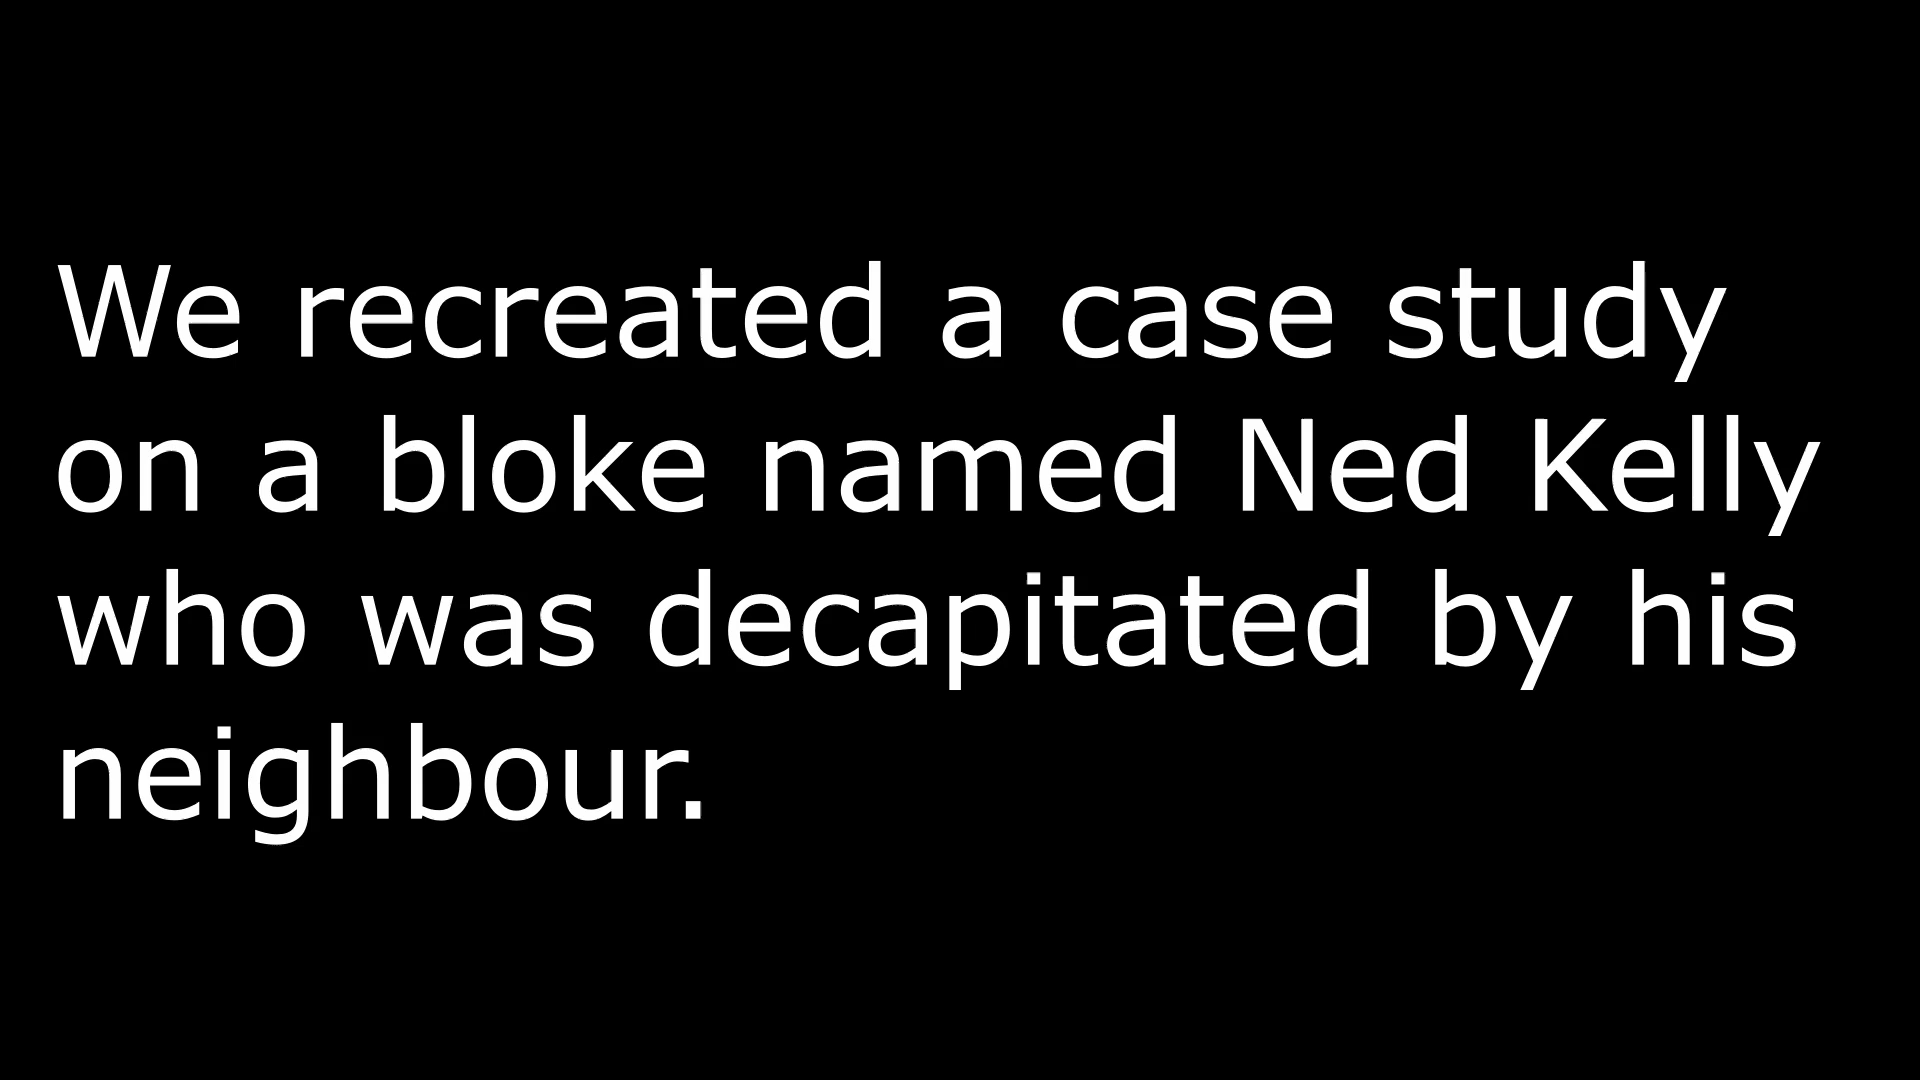 We recreated a case study
on a bloke named Ned Kelly
who was decapitated by his
neighbour.